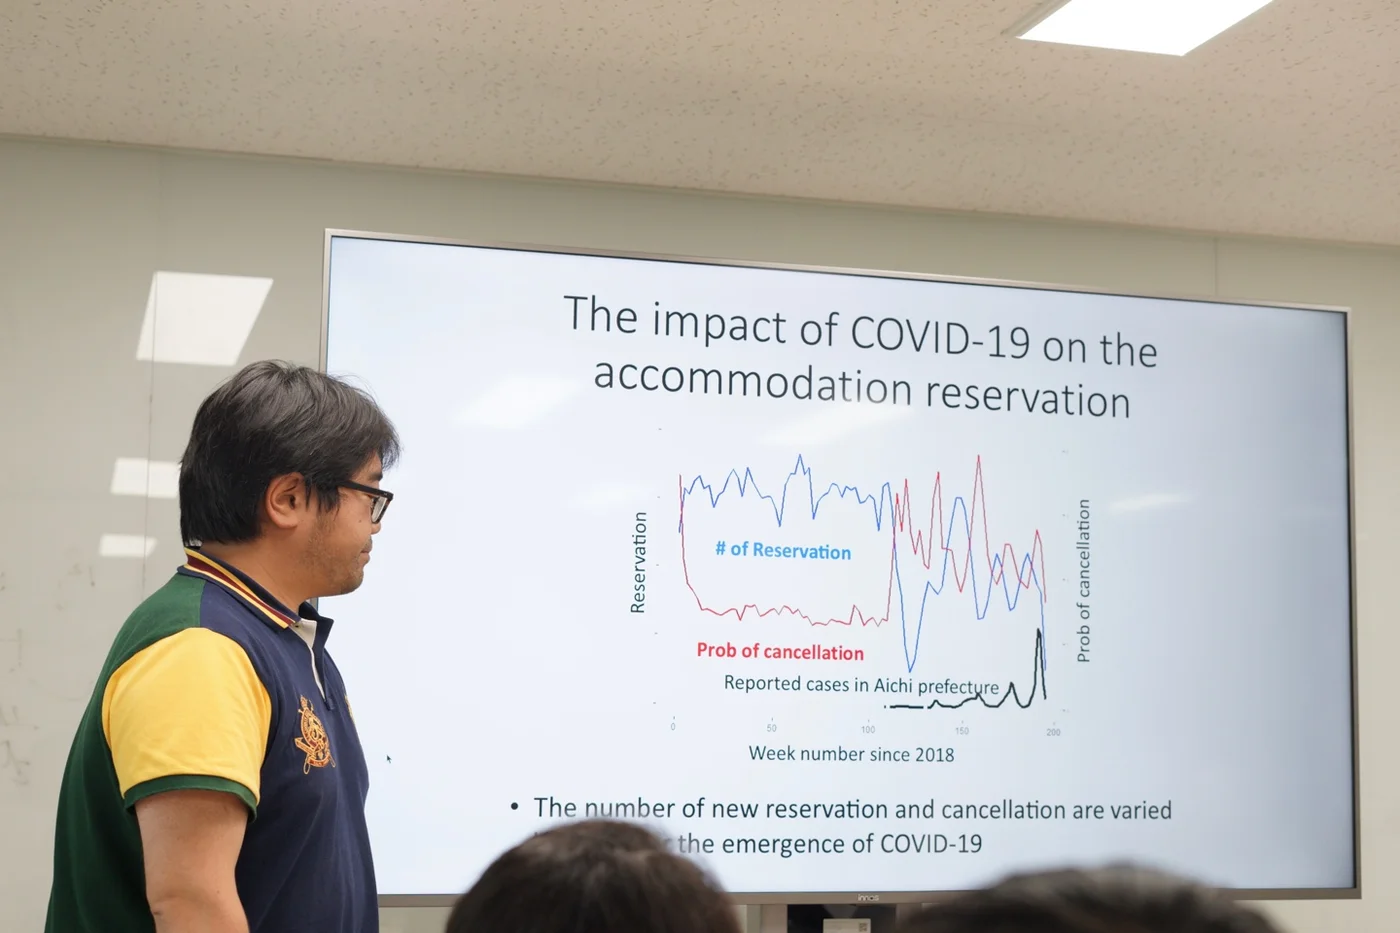 The impact of COVID-19 on the
accommodation reservation
Reservation
# of Reservation
Prob of cancellation
Reported cases in Aichi prefecture
Prob of cancellation
0 50 100 150 200
Week number since 2018
• The number of new reservation and cancellation are varied
the emergence of COVID-19
innos